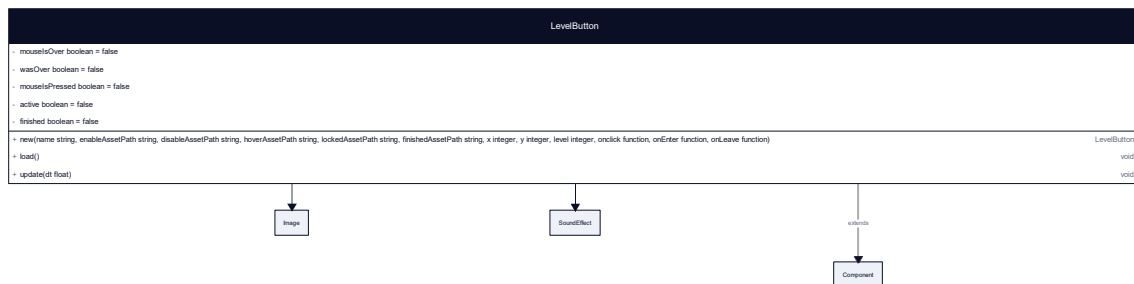 LevelButton
- mouseIsOver boolean = false
- wasOver boolean = false
- mouseIsPressed boolean = false
- active boolean = false
- finished boolean = false
+ new(name string, enableAssetPath string, disableAssetPath string, hoverAssetPath string, lockedAssetPath string, finishedAssetPath string, x integer, y integer, level integer, onclick function, onEnter function, onLeave function) LevelButton
+ load() void
+ update(dt float) void
Image SoundEffect extends
Component